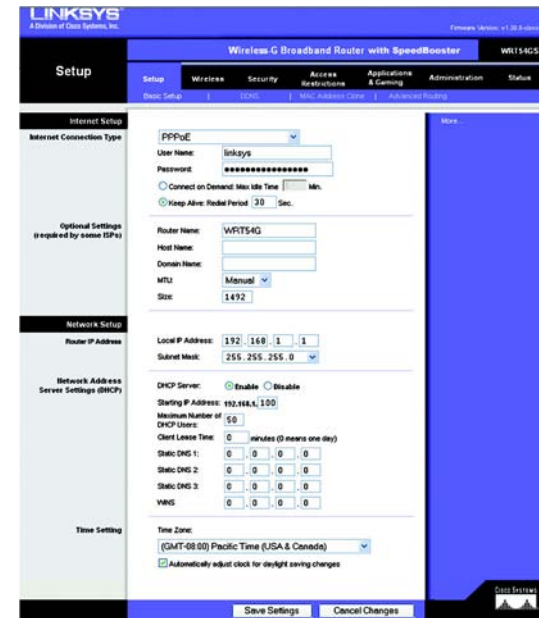 LINKSYS
A Division of Cisco Systems, Inc.
Firmware Version: v1.30.8
Wireless-G Broadband Router with SpeedBooster WRT54GS
Setup
Setup Wireless Security Access Restrictions Applications & Gaming Administration Status
Basic Setup | DDNS | MAC Address Clone | Advanced Routing
Internet Setup
More...
Internet Connection Type
PPPoE
User Name: linksys
Password: ••••••••••••••••
Connect on Demand: Max Idle Time Min.
Keep Alive: Redial Period 30 Sec.
Optional Settings
(required by some ISPs)
Router Name: WRT54G
Host Name:
Domain Name:
MTU: Manual
Size: 1492
Network Setup
Router IP Address
Local IP Address: 192 . 168 . 1 . 1
Subnet Mask: 255.255.255.0
Network Address
Server Settings (DHCP)
DHCP Server: Enable Disable
Starting IP Address: 192.168.1. 100
Maximum Number of
DHCP Users: 50
Client Lease Time: 0 minutes (0 means one day)
Static DNS 1: 0 . 0 . 0 . 0
Static DNS 2: 0 . 0 . 0 . 0
Static DNS 3: 0 . 0 . 0 . 0
WINS 0 . 0 . 0 . 0
Time Setting
Time Zone:
(GMT-08:00) Pacific Time (USA & Canada)
Automatically adjust clock for daylight saving changes
Save Settings Cancel Changes
Cisco Systems